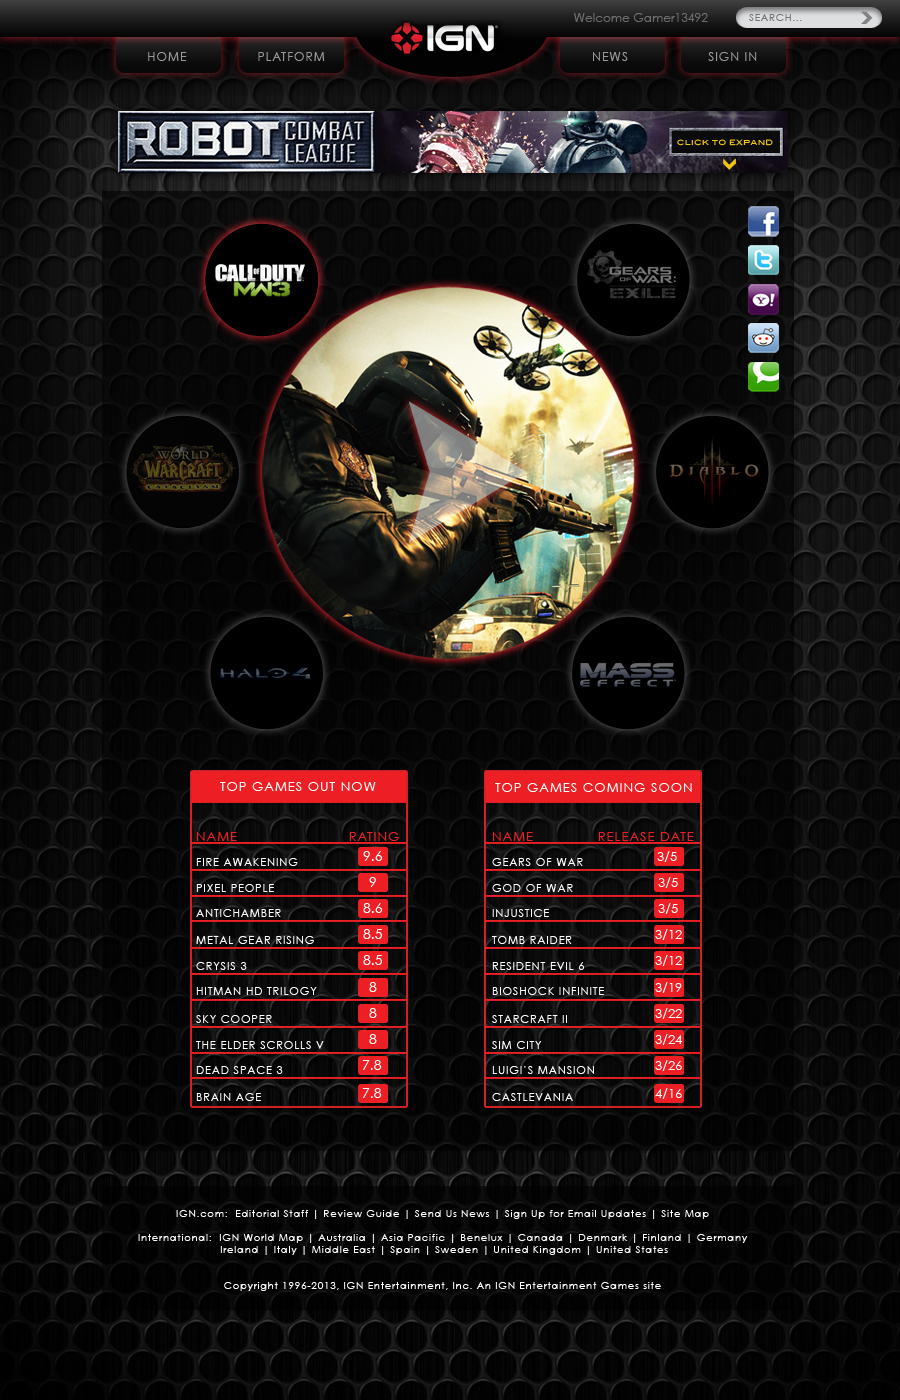 Welcome Gamer13492
SEARCH...
HOME
PLATFORM
IGN
NEWS
SIGN IN
ROBOT COMBAT LEAGUE
CLICK TO EXPAND
f
t
Y!
CALL OF DUTY
MW3
GEARS
OF WAR:
EXILE
WORLD
OF
WARCRAFT
CATACLYSM
DIABLO
III
HALO 4
MASS
EFFECT
TOP GAMES OUT NOW
NAME RATING
FIRE AWAKENING 9.6
PIXEL PEOPLE 9
ANTICHAMBER 8.6
METAL GEAR RISING 8.5
CRYSIS 3 8.5
HITMAN HD TRILOGY 8
SKY COOPER 8
THE ELDER SCROLLS V 8
DEAD SPACE 3 7.8
BRAIN AGE 7.8
TOP GAMES COMING SOON
NAME RELEASE DATE
GEARS OF WAR 3/5
GOD OF WAR 3/5
INJUSTICE 3/5
TOMB RAIDER 3/12
RESIDENT EVIL 6 3/12
BIOSHOCK INFINITE 3/19
STARCRAFT II 3/22
SIM CITY 3/24
LUIGI'S MANSION 3/26
CASTLEVANIA 4/16
IGN.com: Editorial Staff | Review Guide | Send Us News | Sign Up for Email Updates | Site Map
International: IGN World Map | Australia | Asia Pacific | Benelux | Canada | Denmark | Finland | Germany
Ireland | Italy | Middle East | Spain | Sweden | United Kingdom | United States
Copyright 1996-2013, IGN Entertainment, Inc. An IGN Entertainment Games site